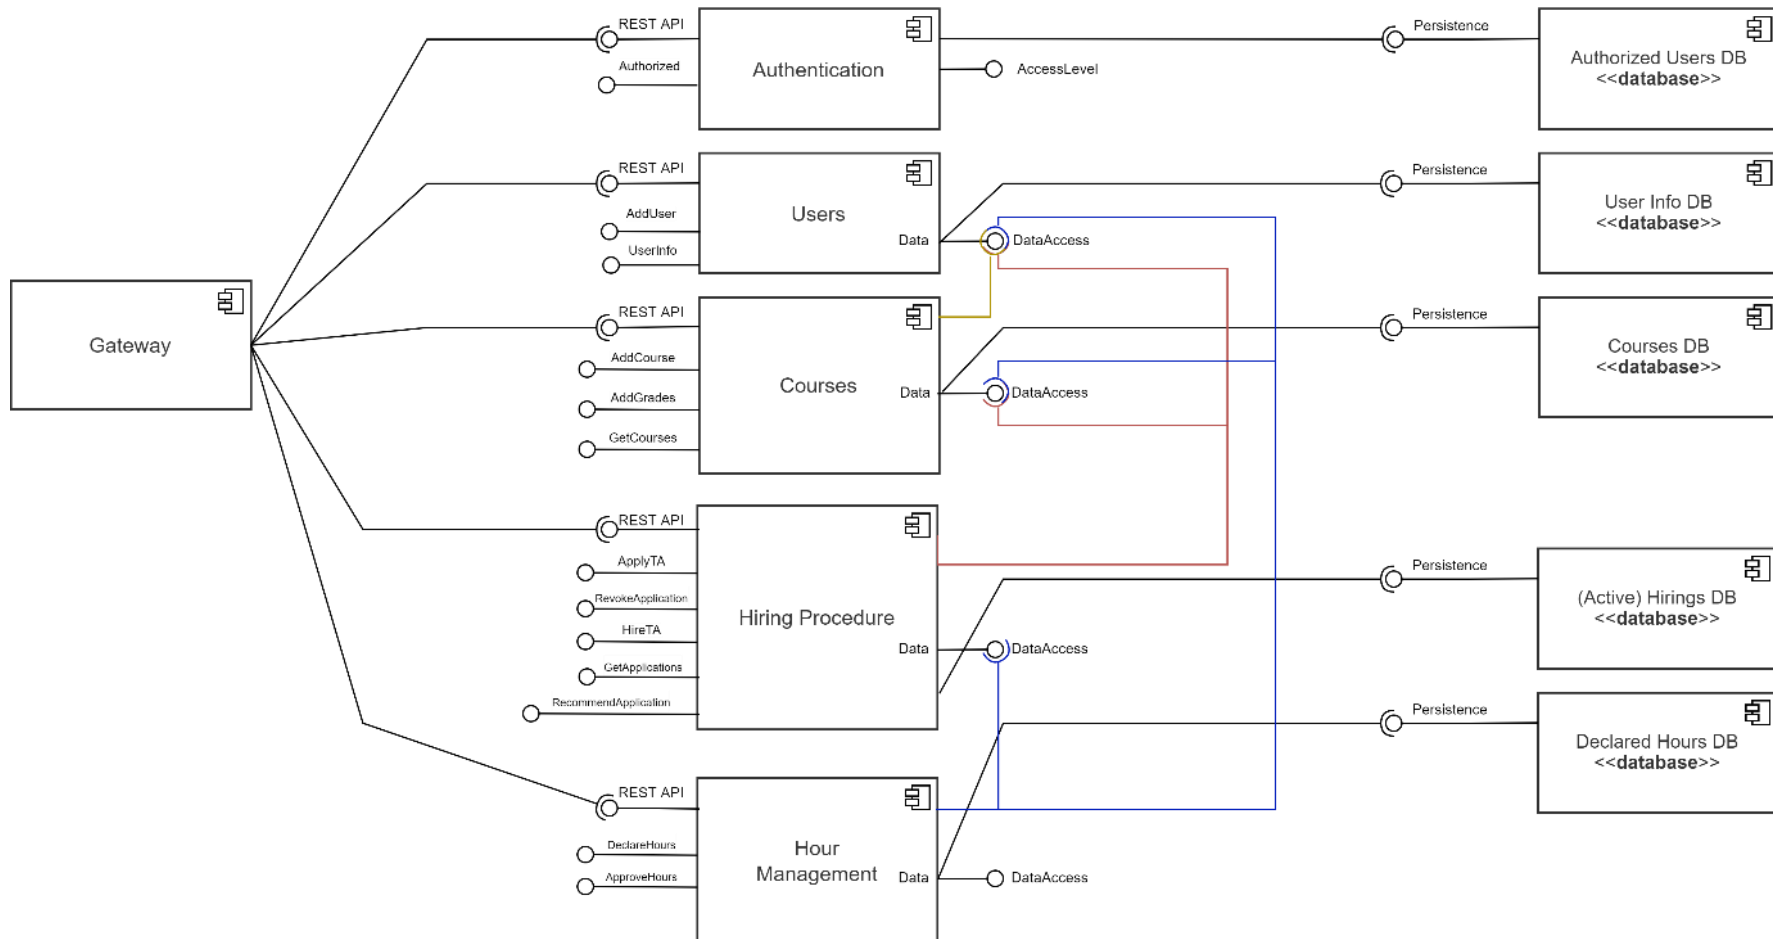 REST API
Authorized
Authentication
AccessLevel
Persistence
Authorized Users DB
<<database>>
REST API
AddUser
UserInfo
Users
Data
DataAccess
Persistence
User Info DB
<<database>>
Gateway
REST API
AddCourse
AddGrades
GetCourses
Courses
Data
DataAccess
Persistence
Courses DB
<<database>>
REST API
ApplyTA
RevokeApplication
HireTA
GetApplications
RecommendApplication
Hiring Procedure
Data
DataAccess
Persistence
(Active) Hirings DB
<<database>>
REST API
DeclareHours
ApproveHours
Hour
Management
Data
DataAccess
Persistence
Declared Hours DB
<<database>>